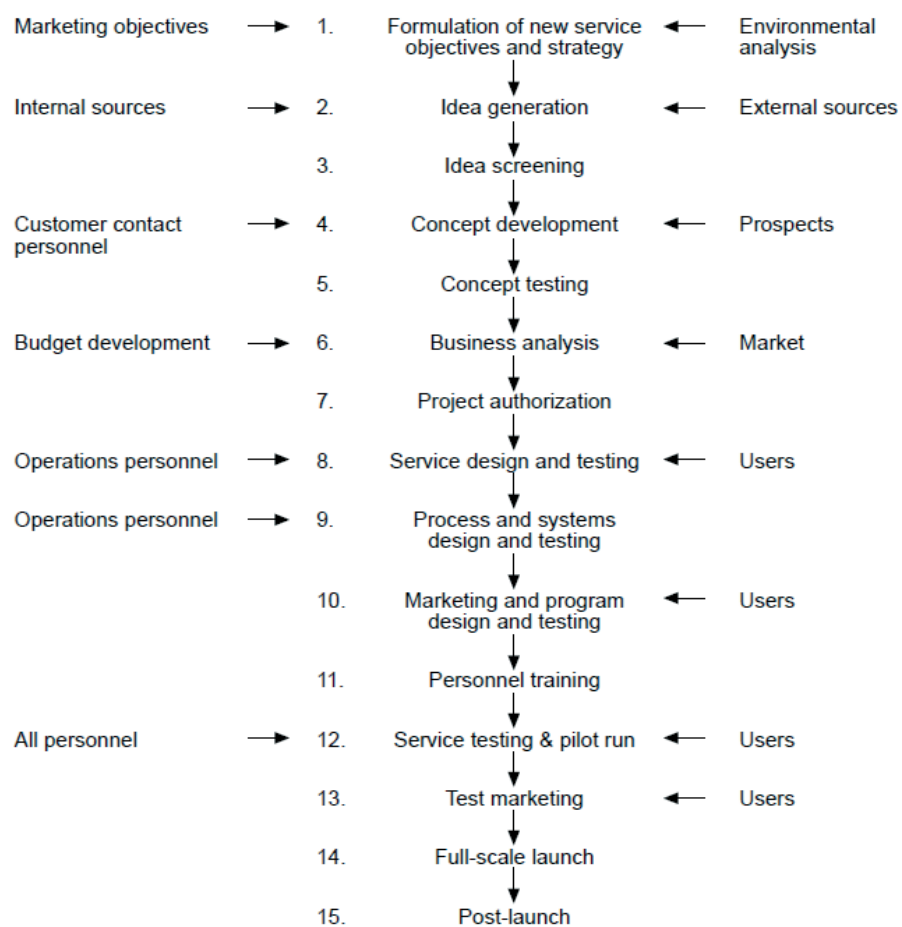 Marketing objectives 1. Formulation of new service Environmental
objectives and strategy analysis
Internal sources 2. Idea generation External sources
3. Idea screening
Customer contact 4. Concept development Prospects
personnel
5. Concept testing
Budget development 6. Business analysis Market
7. Project authorization
Operations personnel 8. Service design and testing Users
Operations personnel 9. Process and systems
design and testing
10. Marketing and program Users
design and testing
11. Personnel training
All personnel 12. Service testing & pilot run Users
13. Test marketing Users
14. Full-scale launch
15. Post-launch